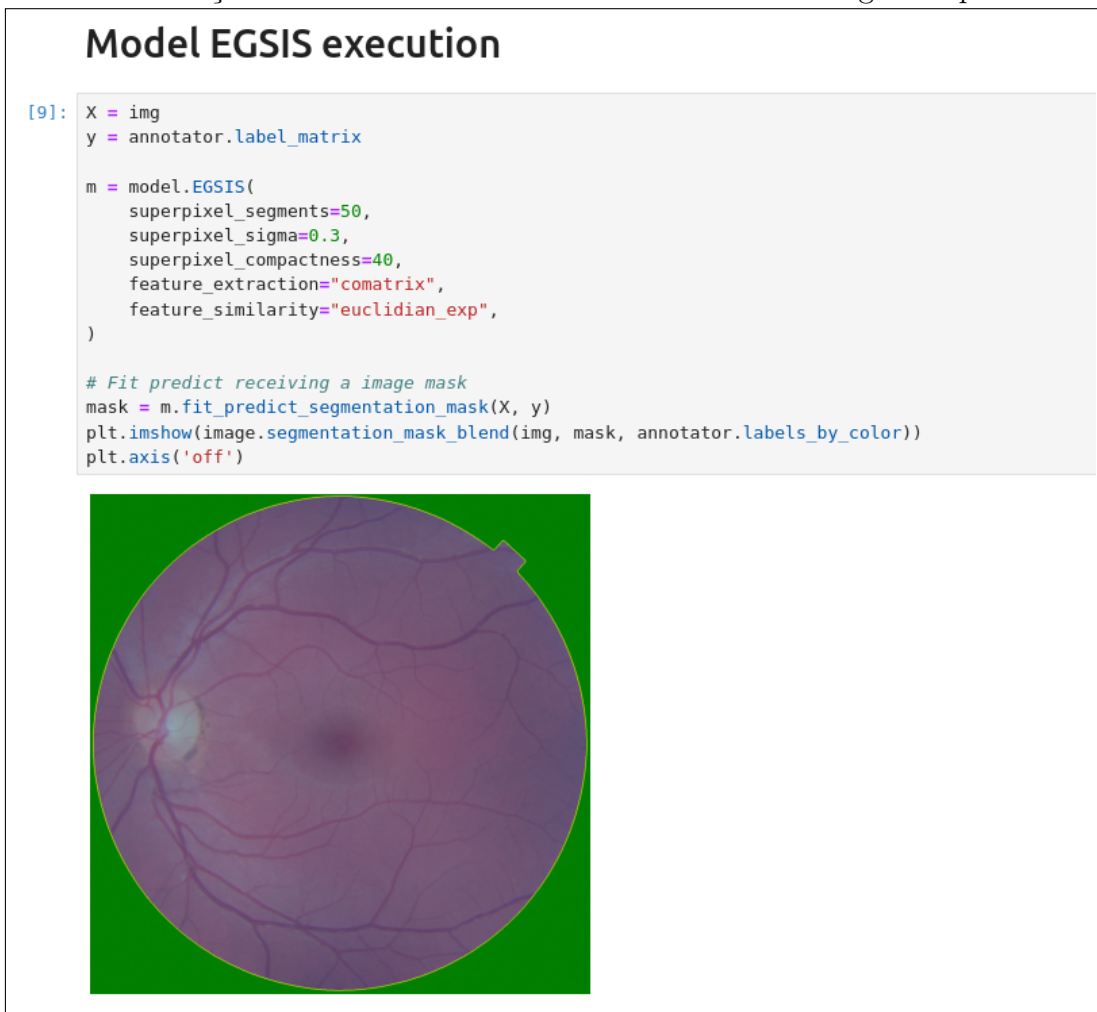 Model EGSIS execution
[9]: X = img
y = annotator.label_matrix
m = model.EGSIS(
superpixel_segments=50,
superpixel_sigma=0.3,
superpixel_compactness=40,
feature_extraction="comatrix",
feature_similarity="euclidian_exp",
)
# Fit predict receiving a image mask
mask = m.fit_predict_segmentation_mask(X, y)
plt.imshow(image.segmentation_mask_blend(img, mask, annotator.labels_by_color))
plt.axis('off')